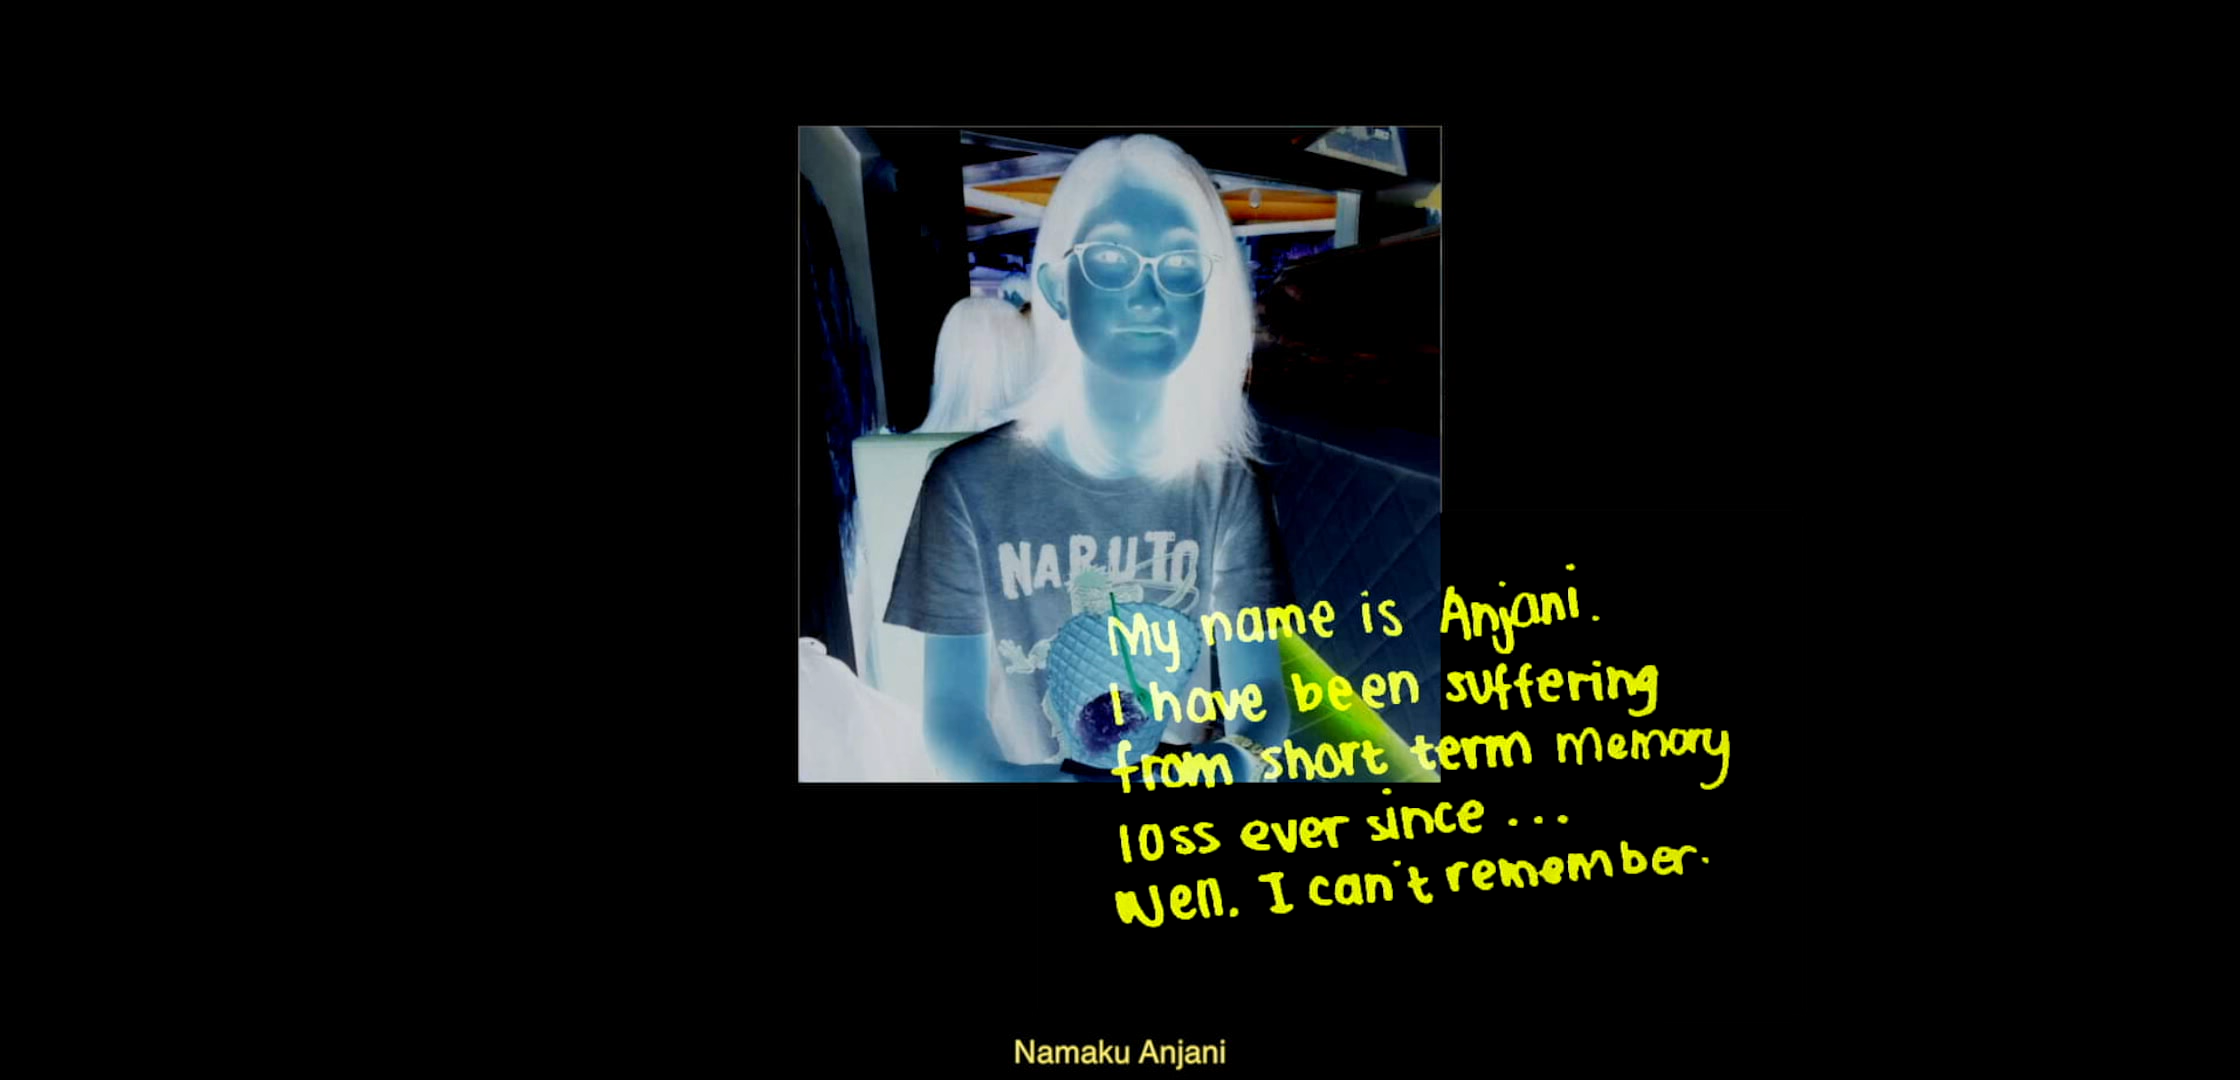 NARUTO
My name is Anjani.
I have been suffering
from short term memory
loss ever since ...
Well. I can't remember.
Namaku Anjani